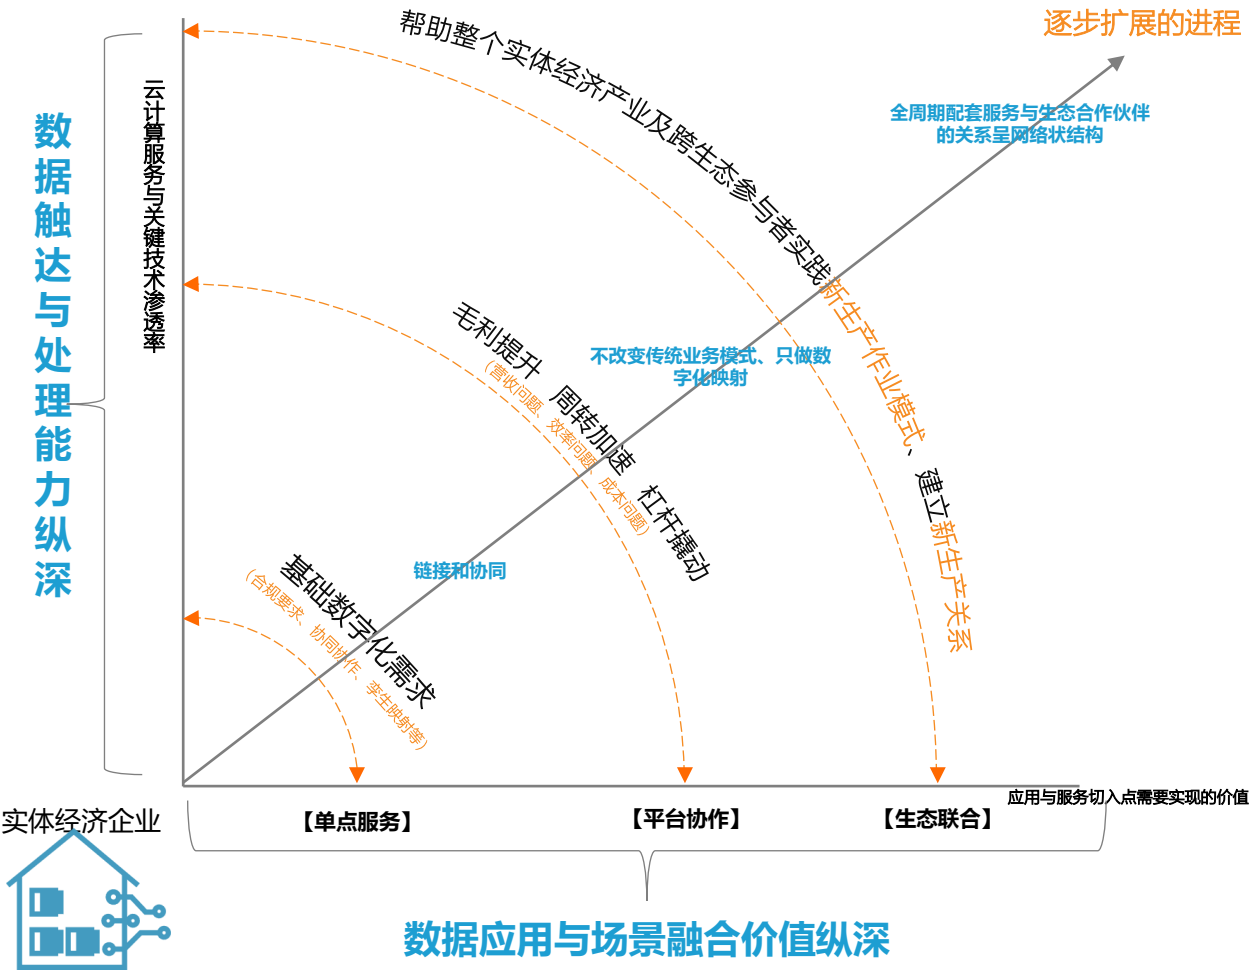 逐步扩展的进程
帮助整个实体经济产业及跨生态参与者实践新生产作业模式、建立新生产关系
全周期配套服务与生态合作伙伴
的关系呈网络状结构
云计算服务与关键技术渗透率
数据触达与处理能力纵深
毛利提升 周转加速 杠杆撬动
(营收问题、效率问题、成本问题)
不改变传统业务模式、只做数
字化映射
链接和协同
基础数字化需求
(合规要求、协同协作、孪生映射等)
应用与服务切入点需要实现的价值
实体经济企业
【单点服务】
【平台协作】
【生态联合】
数据应用与场景融合价值纵深